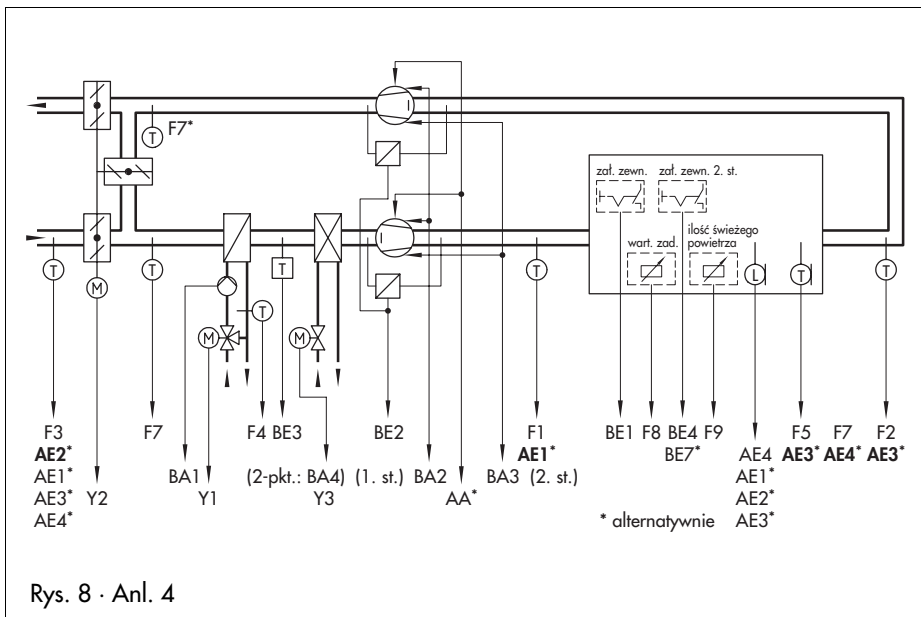 F7*
T
zał. zewn. zał. zewn. 2. st.
wart. zad.
ilość świeżego
powietrza
T T T T L T T
M
T
M M
F3 F7 F4 BE3 BE2 F1 BE1 F8 BE4 F9 AE4 F5 F7 F2
AE2* AE1* BE7* AE1* AE3* AE4* AE3*
AE1* BA1 (2-pkt.: BA4) (1. st.) BA2 BA3 (2. st.) AE2*
AE3* Y2 Y1 Y3 AA* AE3*
AE4*
* alternatywnie
Rys. 8 · Anl. 4